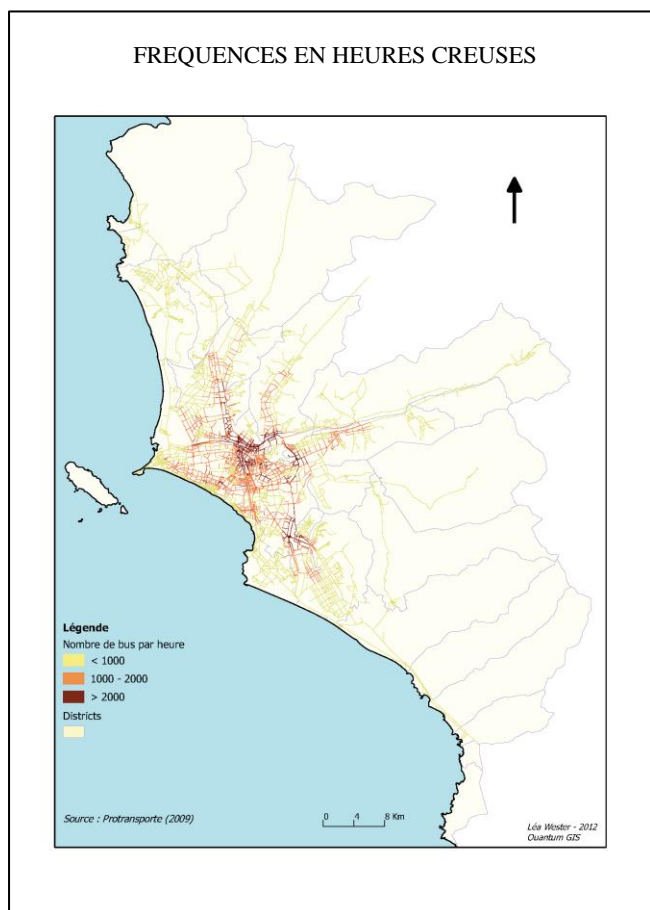 FREQUENCES EN HEURES CREUSES
Légende
Nombre de bus par heure
< 1000
1000 - 2000
> 2000
Districts
Source : Protransporte (2009)
0 4 8 Km
Léa Wester - 2012
Quantum GIS